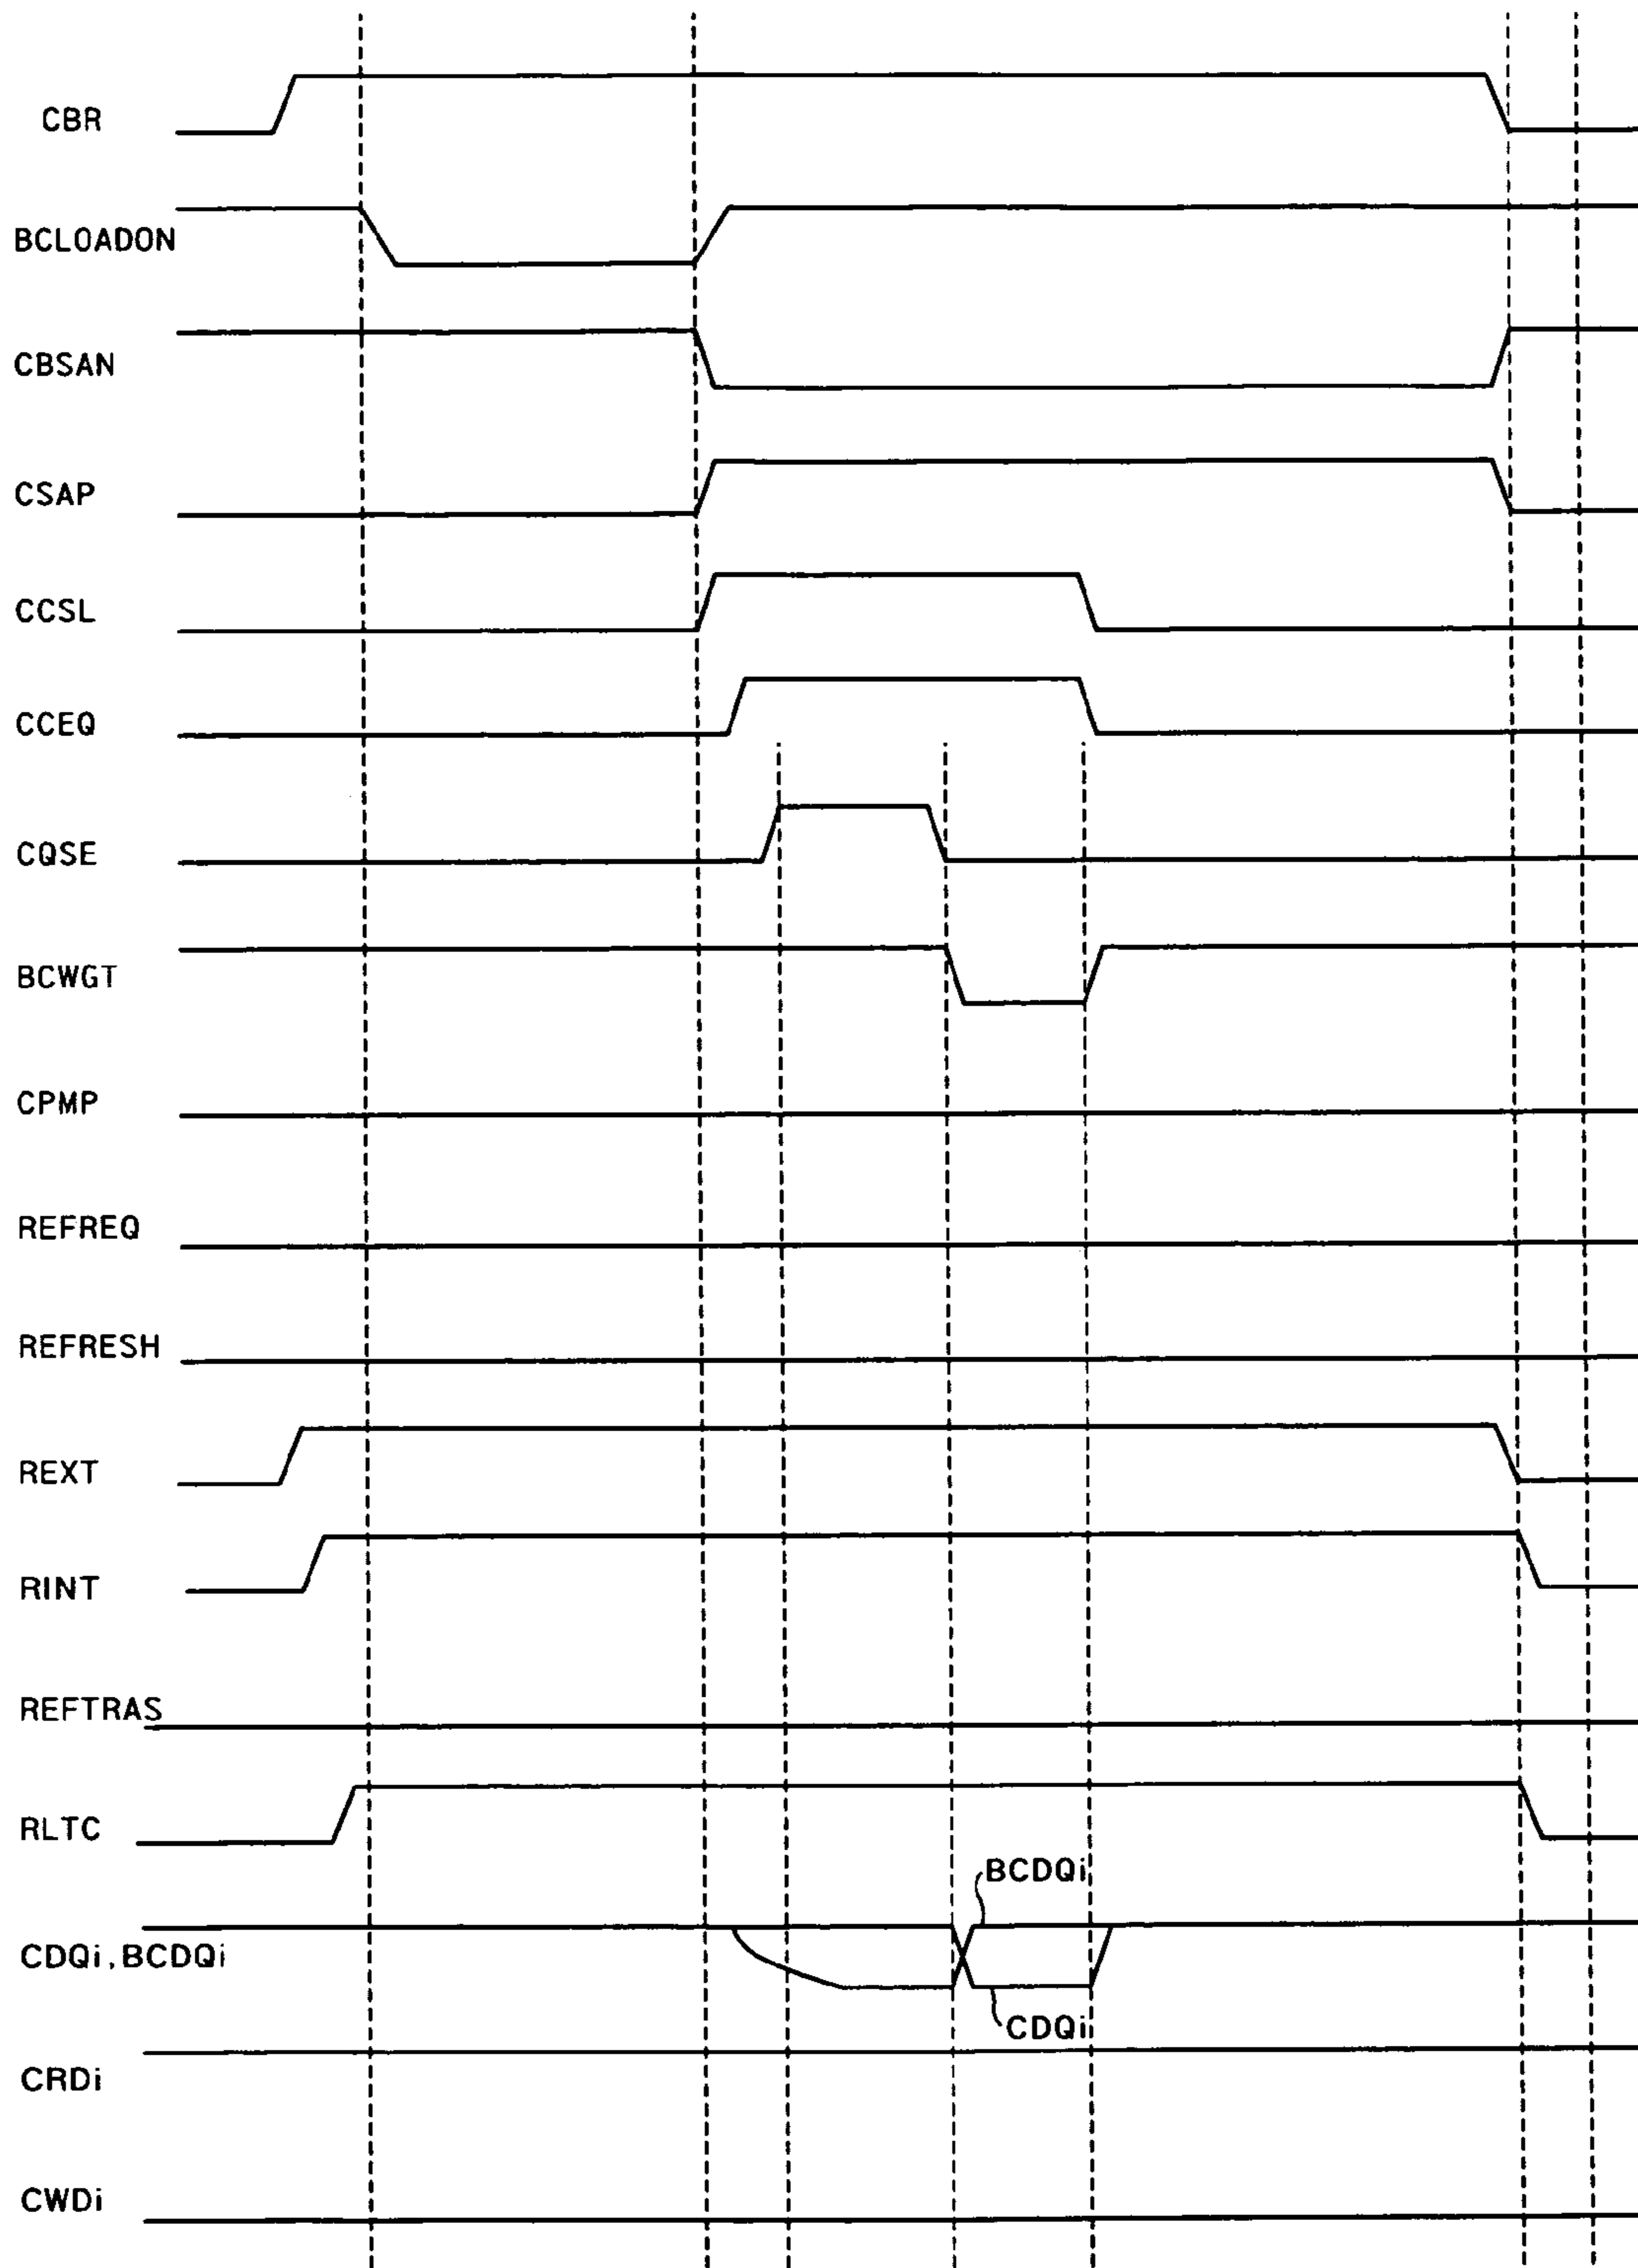 CBR
BCLOADON
CBSAN
CSAP
CCSL
CCEQ
CQSE
BCWGT
CPMP
REFREQ
REFRESH
REXT
RINT
REFTRAS
RLTC
BCDQi
CDQi, BCDQi
CDQi
CRDi
CWDi